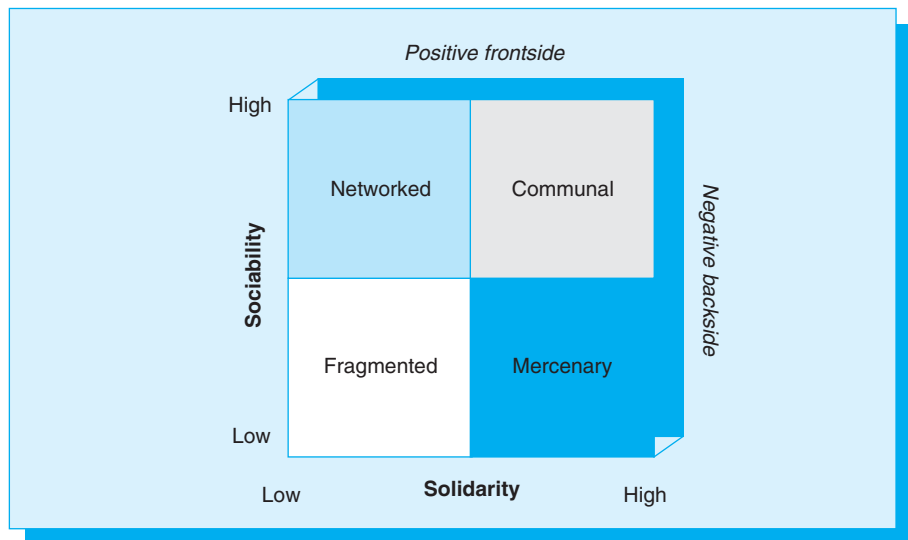 Positive frontside
High
Networked
Communal
Sociability
Negative backside
Fragmented
Mercenary
Low
Low
Solidarity
High